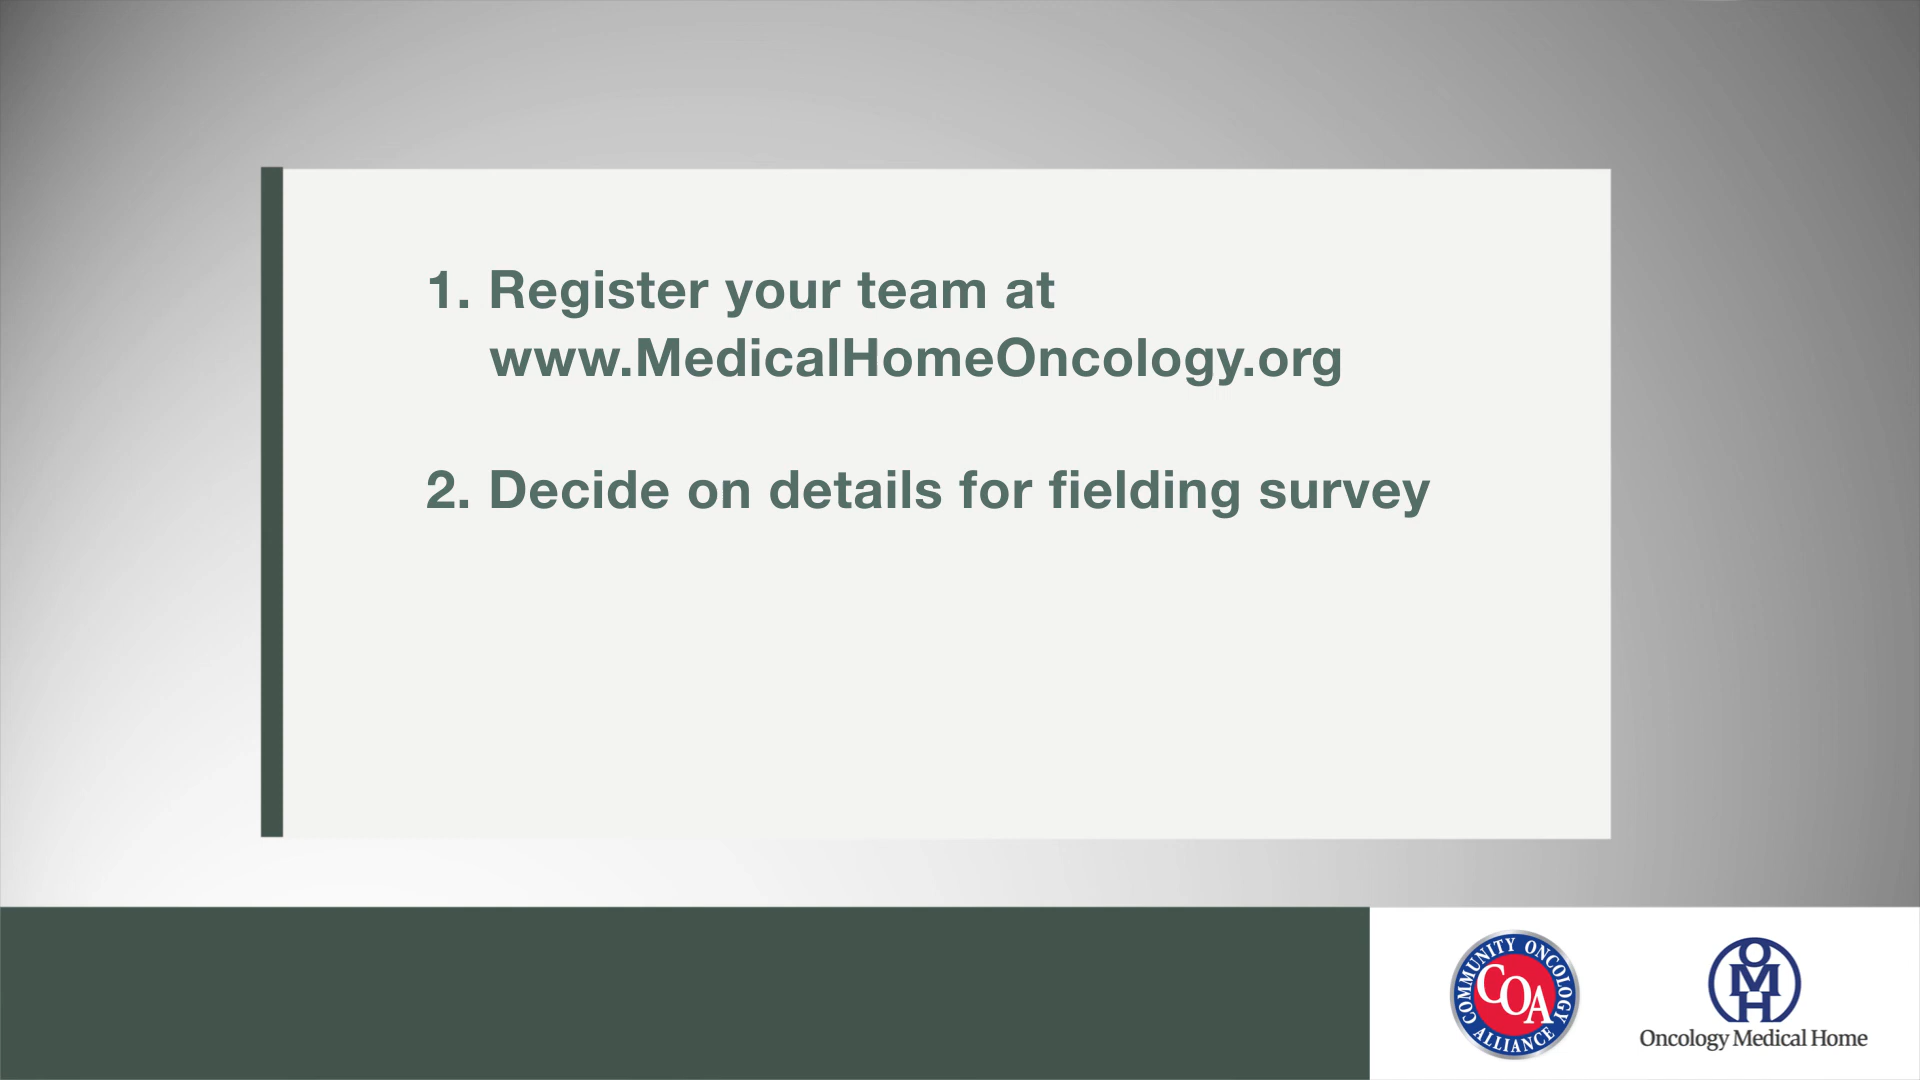 1. Register your team at
www.MedicalHomeOncology.org
2. Decide on details for fielding survey
COMMUNITY ONCOLOGY
COA
ALLIANCE
OMH
Oncology Medical Home